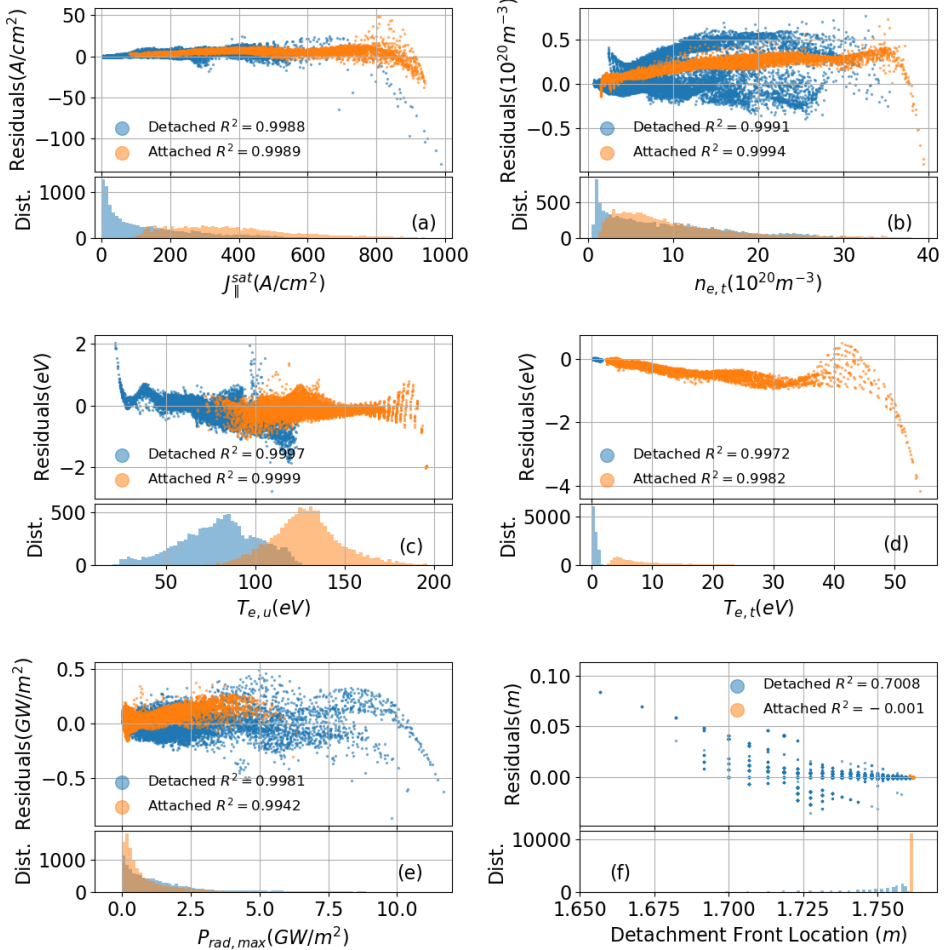 Residuals(A/cm²)
50
0
−50
−100
Detached R² = 0.9988
Attached R² = 0.9989
Dist.
1000
0
(a)
0 200 400 600 800 1000
J∥^sat(A/cm²)
Residuals(10²⁰m⁻³)
0.5
0.0
−0.5
Detached R² = 0.9991
Attached R² = 0.9994
Dist.
500
0
(b)
0 10 20 30 40
n_e,t(10²⁰m⁻³)
Residuals(eV)
2
0
−2
Detached R² = 0.9997
Attached R² = 0.9999
Dist.
500
0
(c)
50 100 150 200
T_e,u(eV)
Residuals(eV)
0
−2
−4
Detached R² = 0.9972
Attached R² = 0.9982
Dist.
5000
0
(d)
0 10 20 30 40 50
T_e,t(eV)
Residuals(GW/m²)
0.5
0.0
−0.5
Detached R² = 0.9981
Attached R² = 0.9942
Dist.
1000
0
(e)
0.0 2.5 5.0 7.5 10.0
P_rad,max(GW/m²)
Residuals(m)
0.10
0.05
0.00
Detached R² = 0.7008
Attached R² = −0.001
Dist.
10000
0
(f)
1.650 1.675 1.700 1.725 1.750
Detachment Front Location (m)